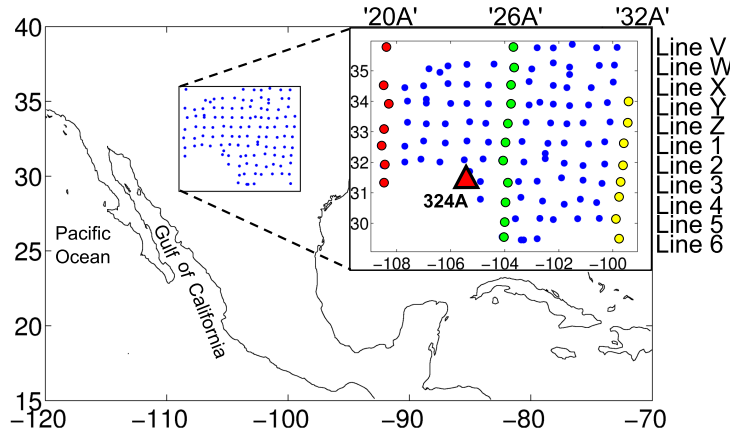 '20A' '26A' '32A'
40
35
30
25
20
15
−120 −110 −100 −90 −80 −70
Pacific
Ocean
Gulf of California
35
34
33
32
31
30
−108 −106 −104 −102 −100
324A
Line V
Line W
Line X
Line Y
Line Z
Line 1
Line 2
Line 3
Line 4
Line 5
Line 6